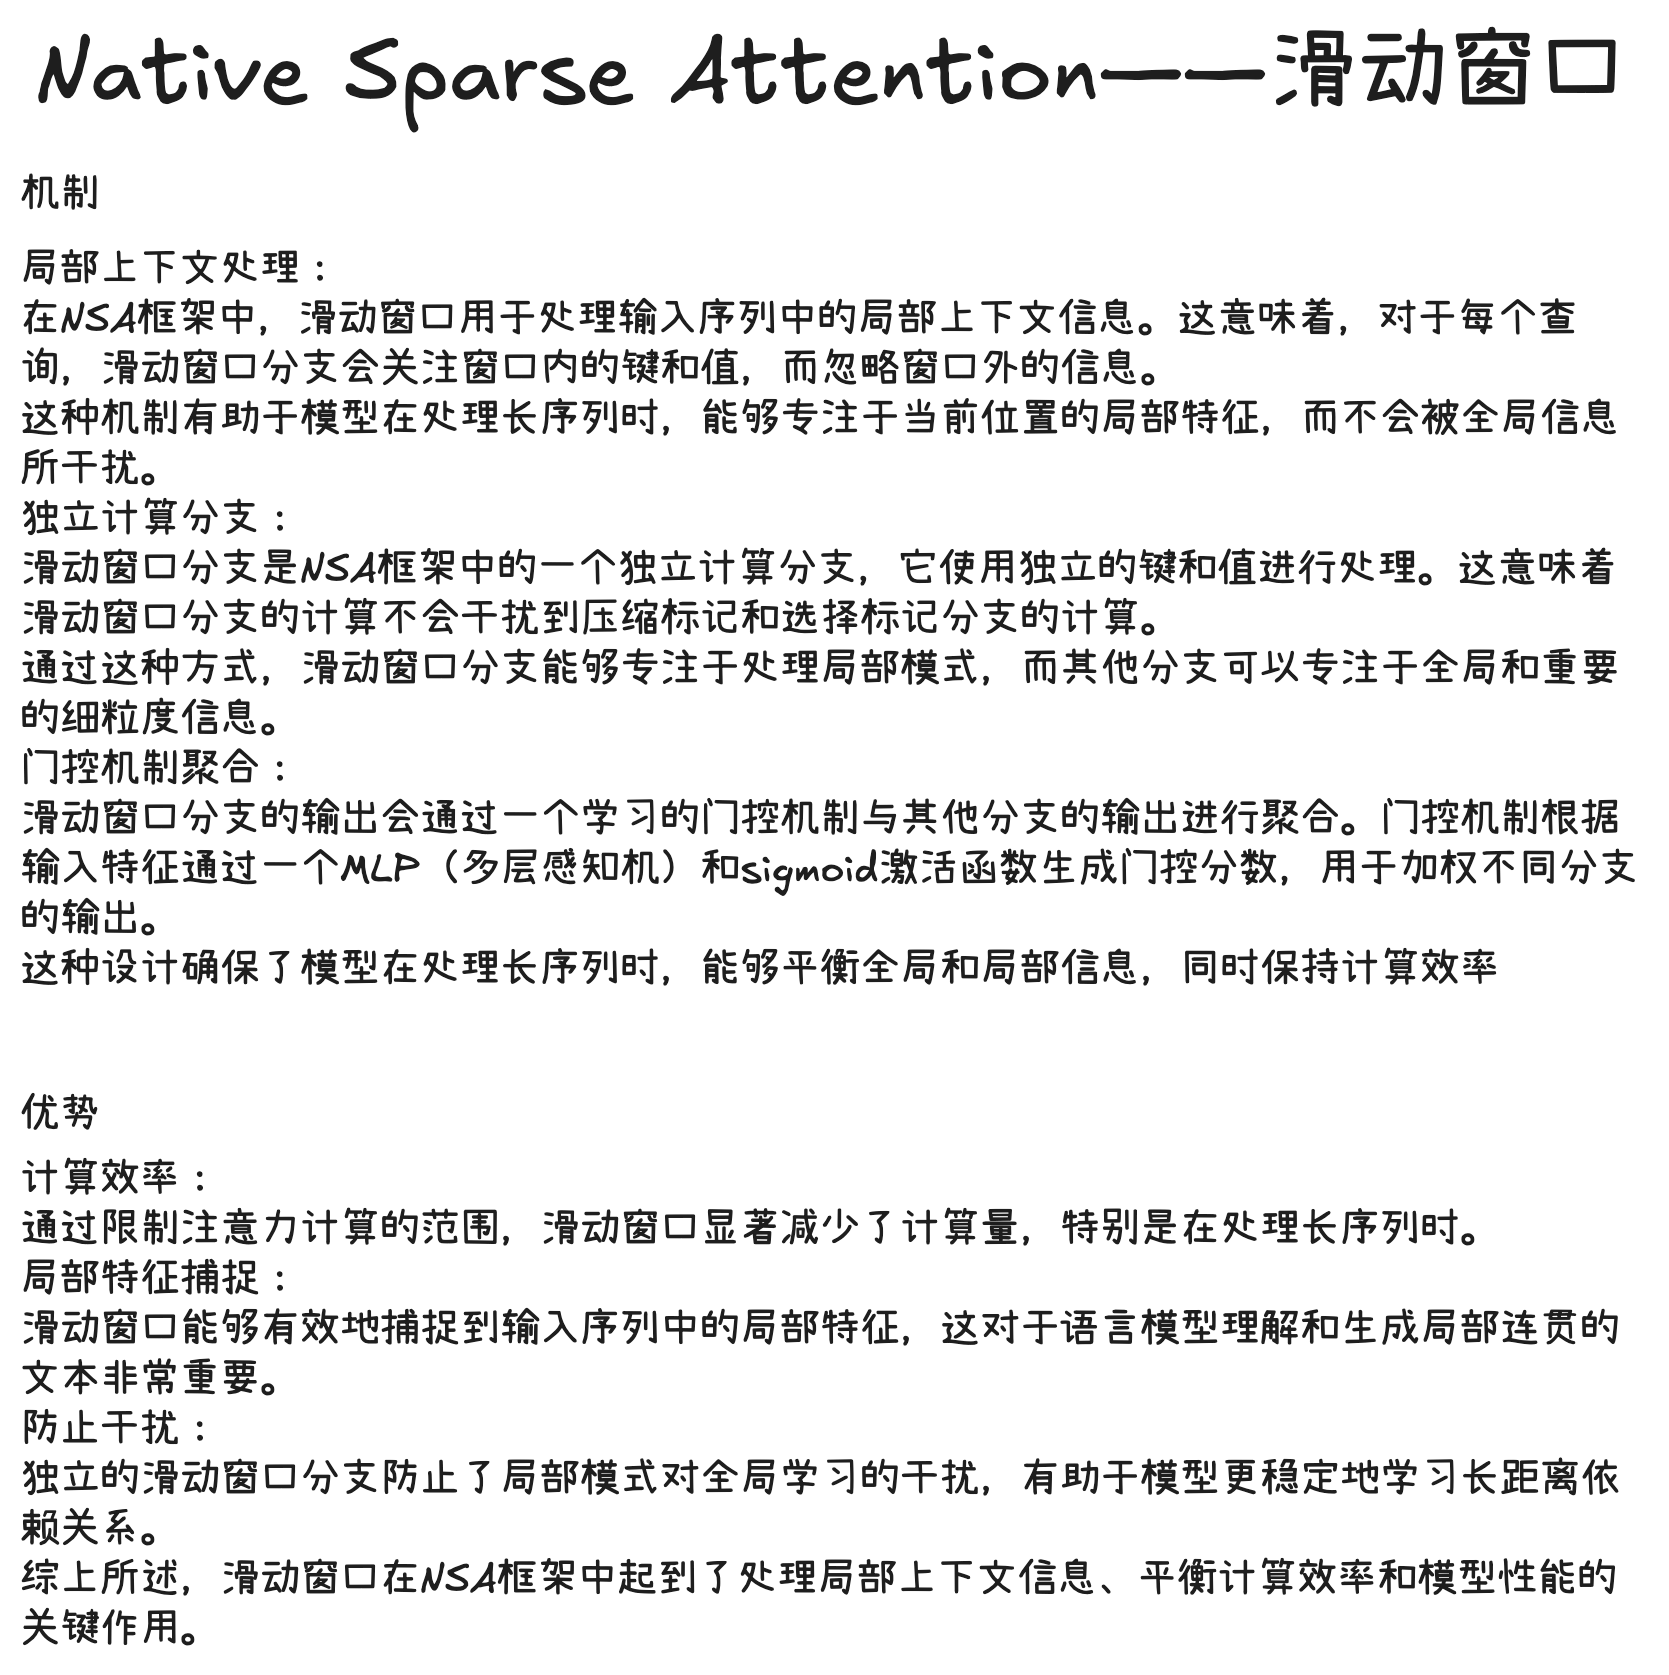 Native Sparse Attention——滑动窗口
机制
局部上下文处理：
在NSA框架中，滑动窗口用于处理输入序列中的局部上下文信息。这意味着，对于每个查
询，滑动窗口分支会关注窗口内的键和值，而忽略窗口外的信息。
这种机制有助于模型在处理长序列时，能够专注于当前位置的局部特征，而不会被全局信息
所干扰。
独立计算分支：
滑动窗口分支是NSA框架中的一个独立计算分支，它使用独立的键和值进行处理。这意味着
滑动窗口分支的计算不会干扰到压缩标记和选择标记分支的计算。
通过这种方式，滑动窗口分支能够专注于处理局部模式，而其他分支可以专注于全局和重要
的细粒度信息。
门控机制聚合：
滑动窗口分支的输出会通过一个学习的门控机制与其他分支的输出进行聚合。门控机制根据
输入特征通过一个MLP（多层感知机）和sigmoid激活函数生成门控分数，用于加权不同分支
的输出。
这种设计确保了模型在处理长序列时，能够平衡全局和局部信息，同时保持计算效率
优势
计算效率：
通过限制注意力计算的范围，滑动窗口显著减少了计算量，特别是在处理长序列时。
局部特征捕捉：
滑动窗口能够有效地捕捉到输入序列中的局部特征，这对于语言模型理解和生成局部连贯的
文本非常重要。
防止干扰：
独立的滑动窗口分支防止了局部模式对全局学习的干扰，有助于模型更稳定地学习长距离依
赖关系。
综上所述，滑动窗口在NSA框架中起到了处理局部上下文信息、平衡计算效率和模型性能的
关键作用。